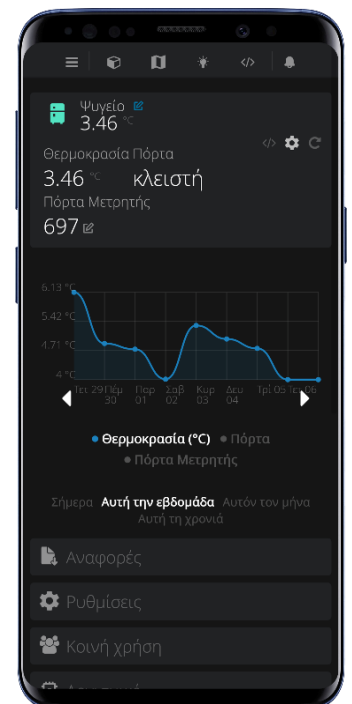 Ψυγείο
3.46 °C
Θερμοκρασία Πόρτα
3.46 °C κλειστή
Πόρτα Μετρητής
697
6.13 °C
5.42 °C
4.71 °C
4 °C
Τετ 29 Πέμ 30 Παρ 01 Σαβ 02 Κυρ 03 Δευ 04 Τρί 05 Τετ 06
Θερμοκρασία (°C) Πόρτα
Πόρτα Μετρητής
Σήμερα Αυτή την εβδομάδα Αυτόν τον μήνα
Αυτή τη χρονιά
Αναφορές
Ρυθμίσεις
Κοινή χρήση